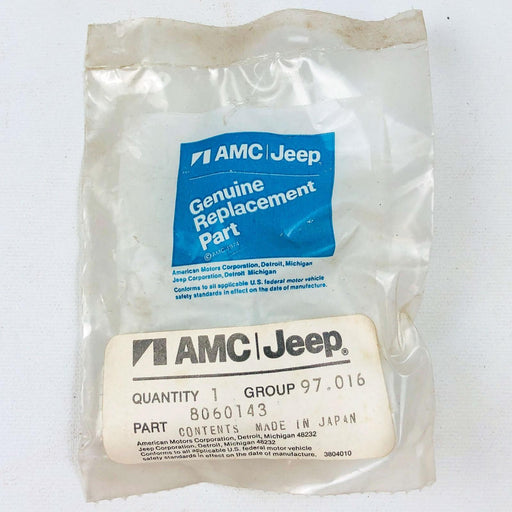 AMC|Jeep
Genuine
Replacement
Part
© AMC 1974
American Motors Corporation, Detroit, Michigan
Jeep Corporation, Detroit Michigan
Conforms to all applicable U.S. federal motor vehicle
safety standards in effect on the date of manufacture.
AMC|Jeep®
QUANTITY 1 GROUP 97.016
8060143
PART CONTENTS MADE IN JAPAN
American Motors Corporation, Detroit, Michigan 48232
Jeep Corporation, Detroit, Michigan 48232
Conforms to all applicable U.S. federal motor vehicle
safety standards in effect on the date of manufacture. 3804010